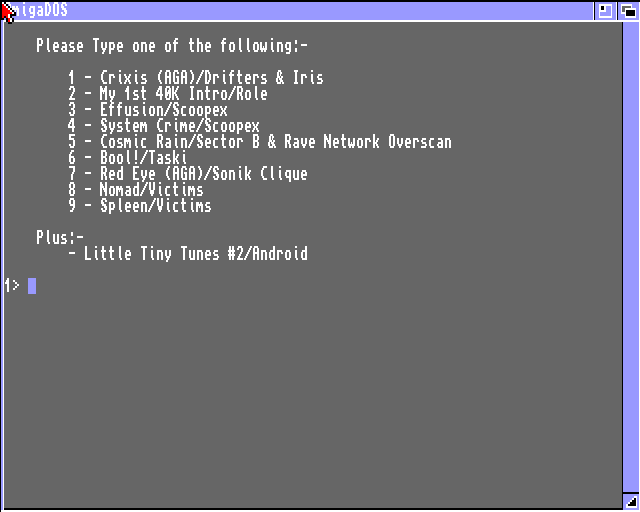 migaDOS
Please Type one of the following:-
1 - Crixis (AGA)/Drifters & Iris
2 - My 1st 40K Intro/Role
3 - Effusion/Scoopex
4 - System Crime/Scoopex
5 - Cosmic Rain/Sector B & Rave Network Overscan
6 - Bool!/Taski
7 - Red Eye (AGA)/Sonik Clique
8 - Nomad/Victims
9 - Spleen/Victims
Plus:-
- Little Tiny Tunes #2/Android
1>